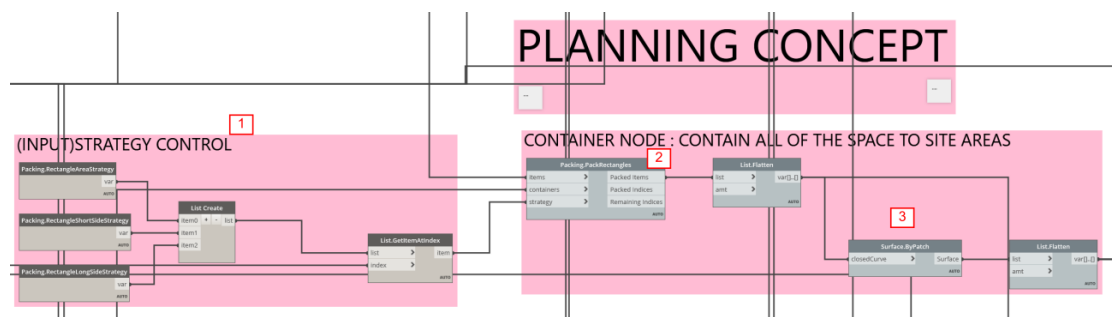 PLANNING CONCEPT
--
--
1
(INPUT)STRATEGY CONTROL
Packing.RectangleAreaStrategy
var
AUTO
Packing.RectangleShortSideStrategy
var
AUTO
Packing.RectangleLongSideStrategy
var
AUTO
List Create
item0 + - list
item1
item2
AUTO
List.GetItemAtIndex
list > item
index >
AUTO
CONTAINER NODE : CONTAIN ALL OF THE SPACE TO SITE AREAS
2
Packing.PackRectangles
items > Packed Items
containers > Packed Indices
strategy > Remaining Indices
AUTO
List.Flatten
list > var[]..[]
amt >
AUTO
3
Surface.ByPatch
closedCurve > Surface
AUTO
List.Flatten
list > var[]..[]
amt >
AUTO